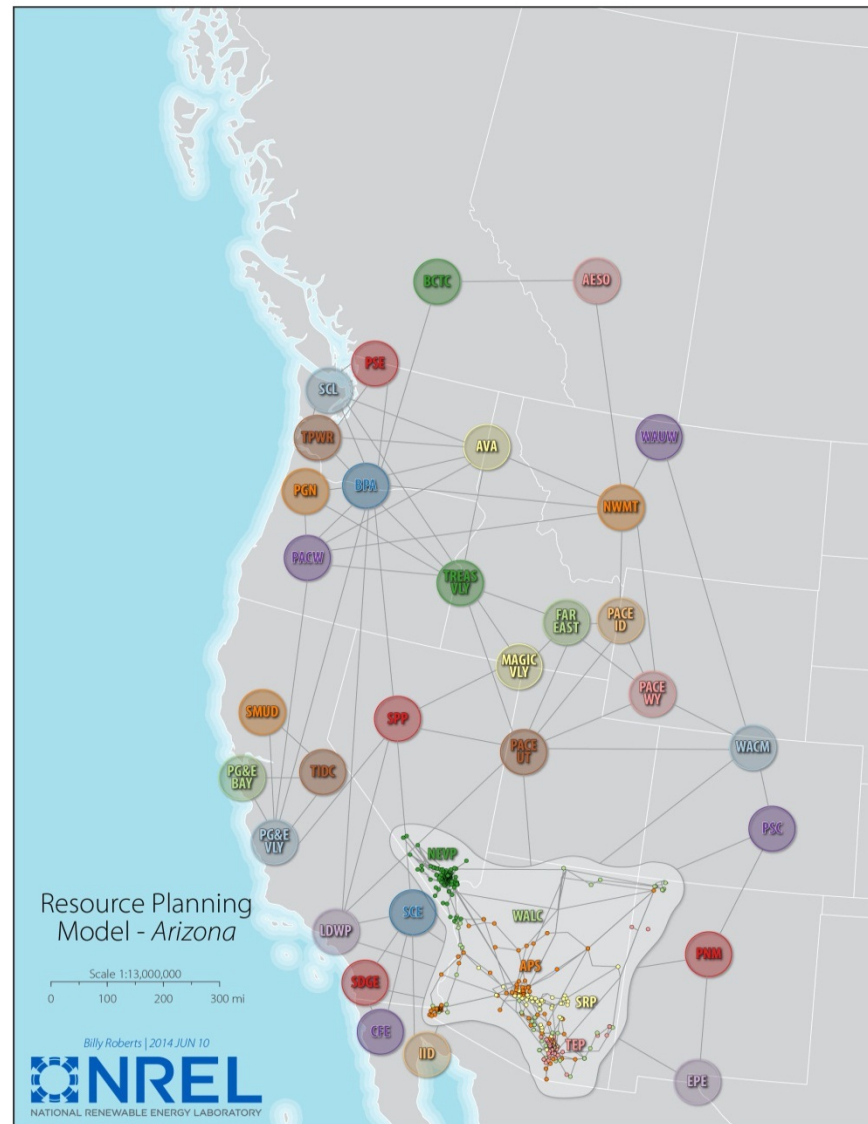 BCTC
AESO
PSE
SCL
TPWR
AVA
WAUW
PGN
BPA
NWMT
PACW
TREAS
VLY
FAR
EAST
PACE
ID
MAGIC
VLY
PACE
WY
SMUD
SPP
PACE
UT
WACM
PG&E
BAY
TIDC
PSC
PG&E
VLY
NEVP
Resource Planning
Model - Arizona
LDWP
SCE
WALC
PNM
Scale 1:13,000,000
0 100 200 300 mi
SDGE
APS
SRP
CFE
IID
TEP
EPE
Billy Roberts | 2014 JUN 10
NREL
NATIONAL RENEWABLE ENERGY LABORATORY